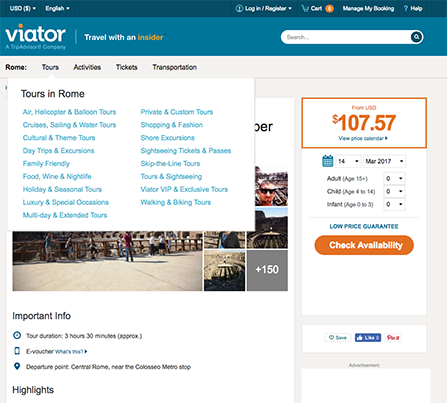 USD ($) English Log in / Register Cart 0 Manage My Booking ? Help
viator
A TripAdvisor® Company
Travel with an insider
Search...
Rome: Tours Activities Tickets Transportation
Tours in Rome
Air, Helicopter & Balloon Tours
Cruises, Sailing & Water Tours
Cultural & Theme Tours
Day Trips & Excursions
Family Friendly
Food, Wine & Nightlife
Holiday & Seasonal Tours
Luxury & Special Occasions
Multi-day & Extended Tours
Private & Custom Tours
Shopping & Fashion
Shore Excursions
Sightseeing Tickets & Passes
Skip-the-Line Tours
Tours & Sightseeing
Viator VIP & Exclusive Tours
Walking & Biking Tours
ber
+150
From USD
$107.57
View price calendar
14 Mar 2017
Adult (Age 15+) 0
Child (Age 4 to 14) 0
Infant (Age 0 to 3) 0
LOW PRICE GUARANTEE
Check Availability
Important Info
Tour duration: 3 hours 30 minutes (approx.)
E-voucher What's this?
Departure point: Central Rome, near the Colosseo Metro stop
Highlights
Save Like 0 Pin it
Advertisement